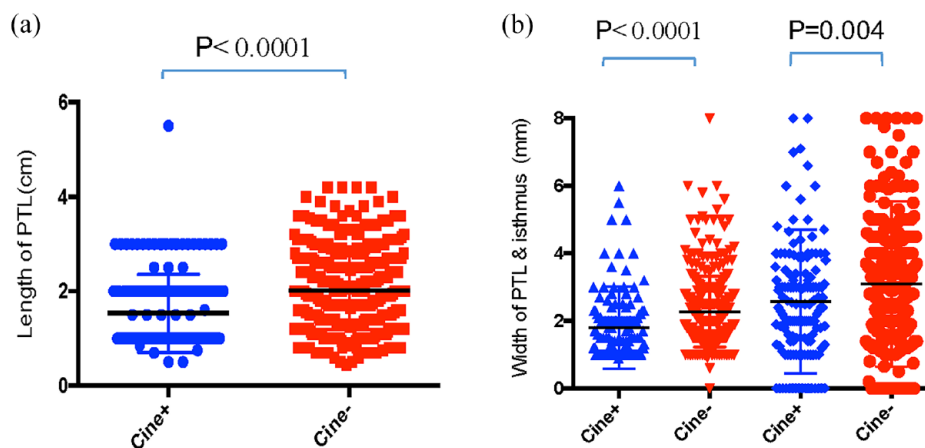 (a)
P< 0.0001
Length of PTL(cm)
6
4
2
0
Cine+
Cine-
(b)
P< 0.0001
P=0.004
Width of PTL & isthmus (mm)
8
6
4
2
0
Cine+
Cine-
Cine+
Cine-